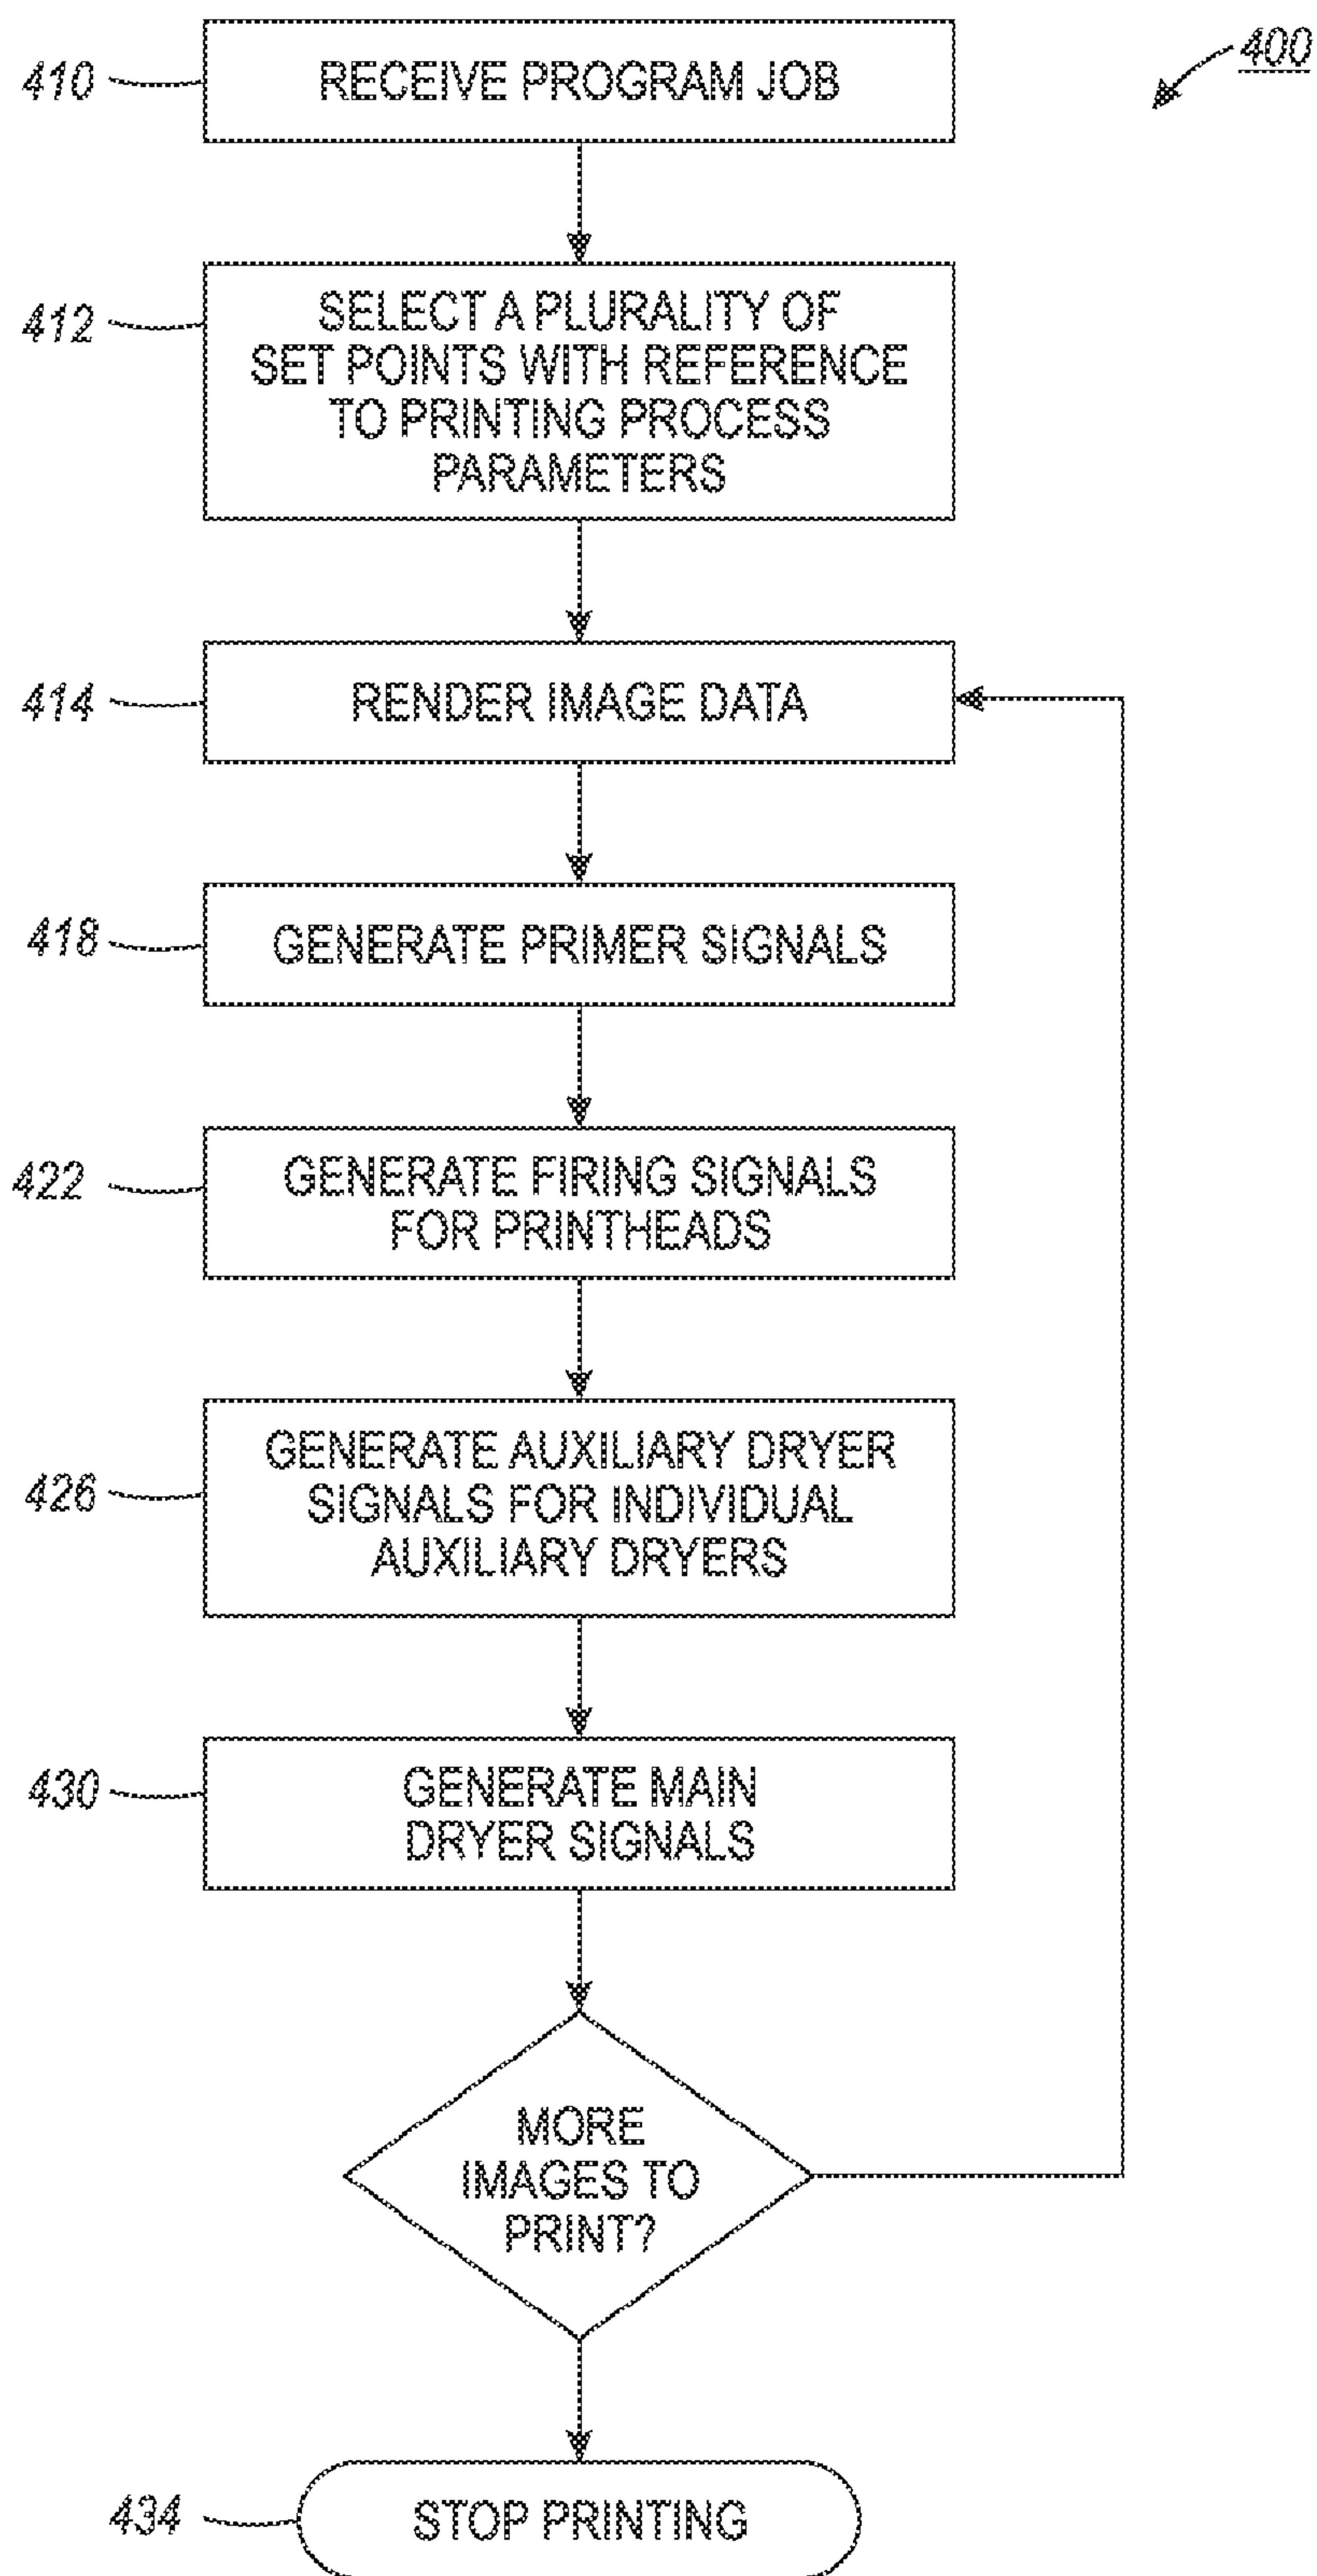 400
410
RECEIVE PROGRAM JOB
412
SELECT A PLURALITY OF
SET POINTS WITH REFERENCE
TO PRINTING PROCESS
PARAMETERS
414
RENDER IMAGE DATA
418
GENERATE PRIMER SIGNALS
422
GENERATE FIRING SIGNALS
FOR PRINTHEADS
426
GENERATE AUXILIARY DRYER
SIGNALS FOR INDIVIDUAL
AUXILIARY DRYERS
430
GENERATE MAIN
DRYER SIGNALS
MORE
IMAGES TO
PRINT?
434
STOP PRINTING